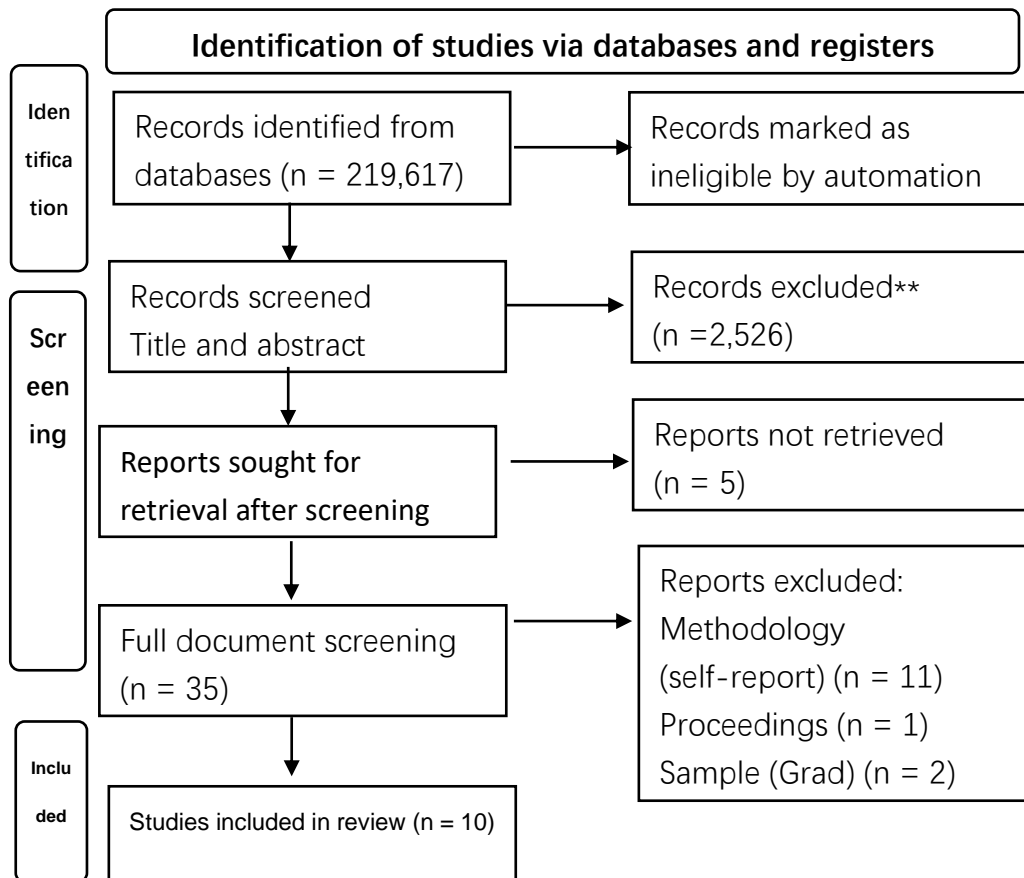 Identification of studies via databases and registers
Iden
tifica
tion
Records identified from
databases (n = 219,617)
Records marked as
ineligible by automation
Scr
een
ing
Records screened
Title and abstract
Records excluded**
(n =2,526)
Reports sought for
retrieval after screening
Reports not retrieved
(n = 5)
Full document screening
(n = 35)
Reports excluded:
Methodology
(self-report) (n = 11)
Proceedings (n = 1)
Sample (Grad) (n = 2)
Inclu
ded
Studies included in review (n = 10)